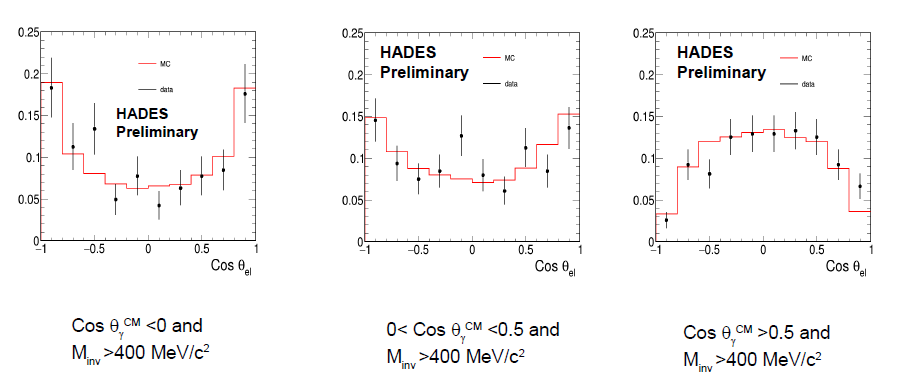 0.25
0.2
0.15
0.1
0.05
0
−1
−0.5
0
0.5
1
Cos θel
MC
data
HADES
Preliminary
Cos θγCM <0 and
Minv >400 MeV/c2
0.25
0.2
0.15
0.1
0.05
0
−1
−0.5
0
0.5
1
Cos θel
HADES
Preliminary
MC
data
0< Cos θγCM <0.5 and
Minv >400 MeV/c2
0.25
0.2
0.15
0.1
0.05
0
−1
−0.5
0
0.5
1
Cos θel
HADES
Preliminary
MC
data
Cos θγCM >0.5 and
Minv >400 MeV/c2